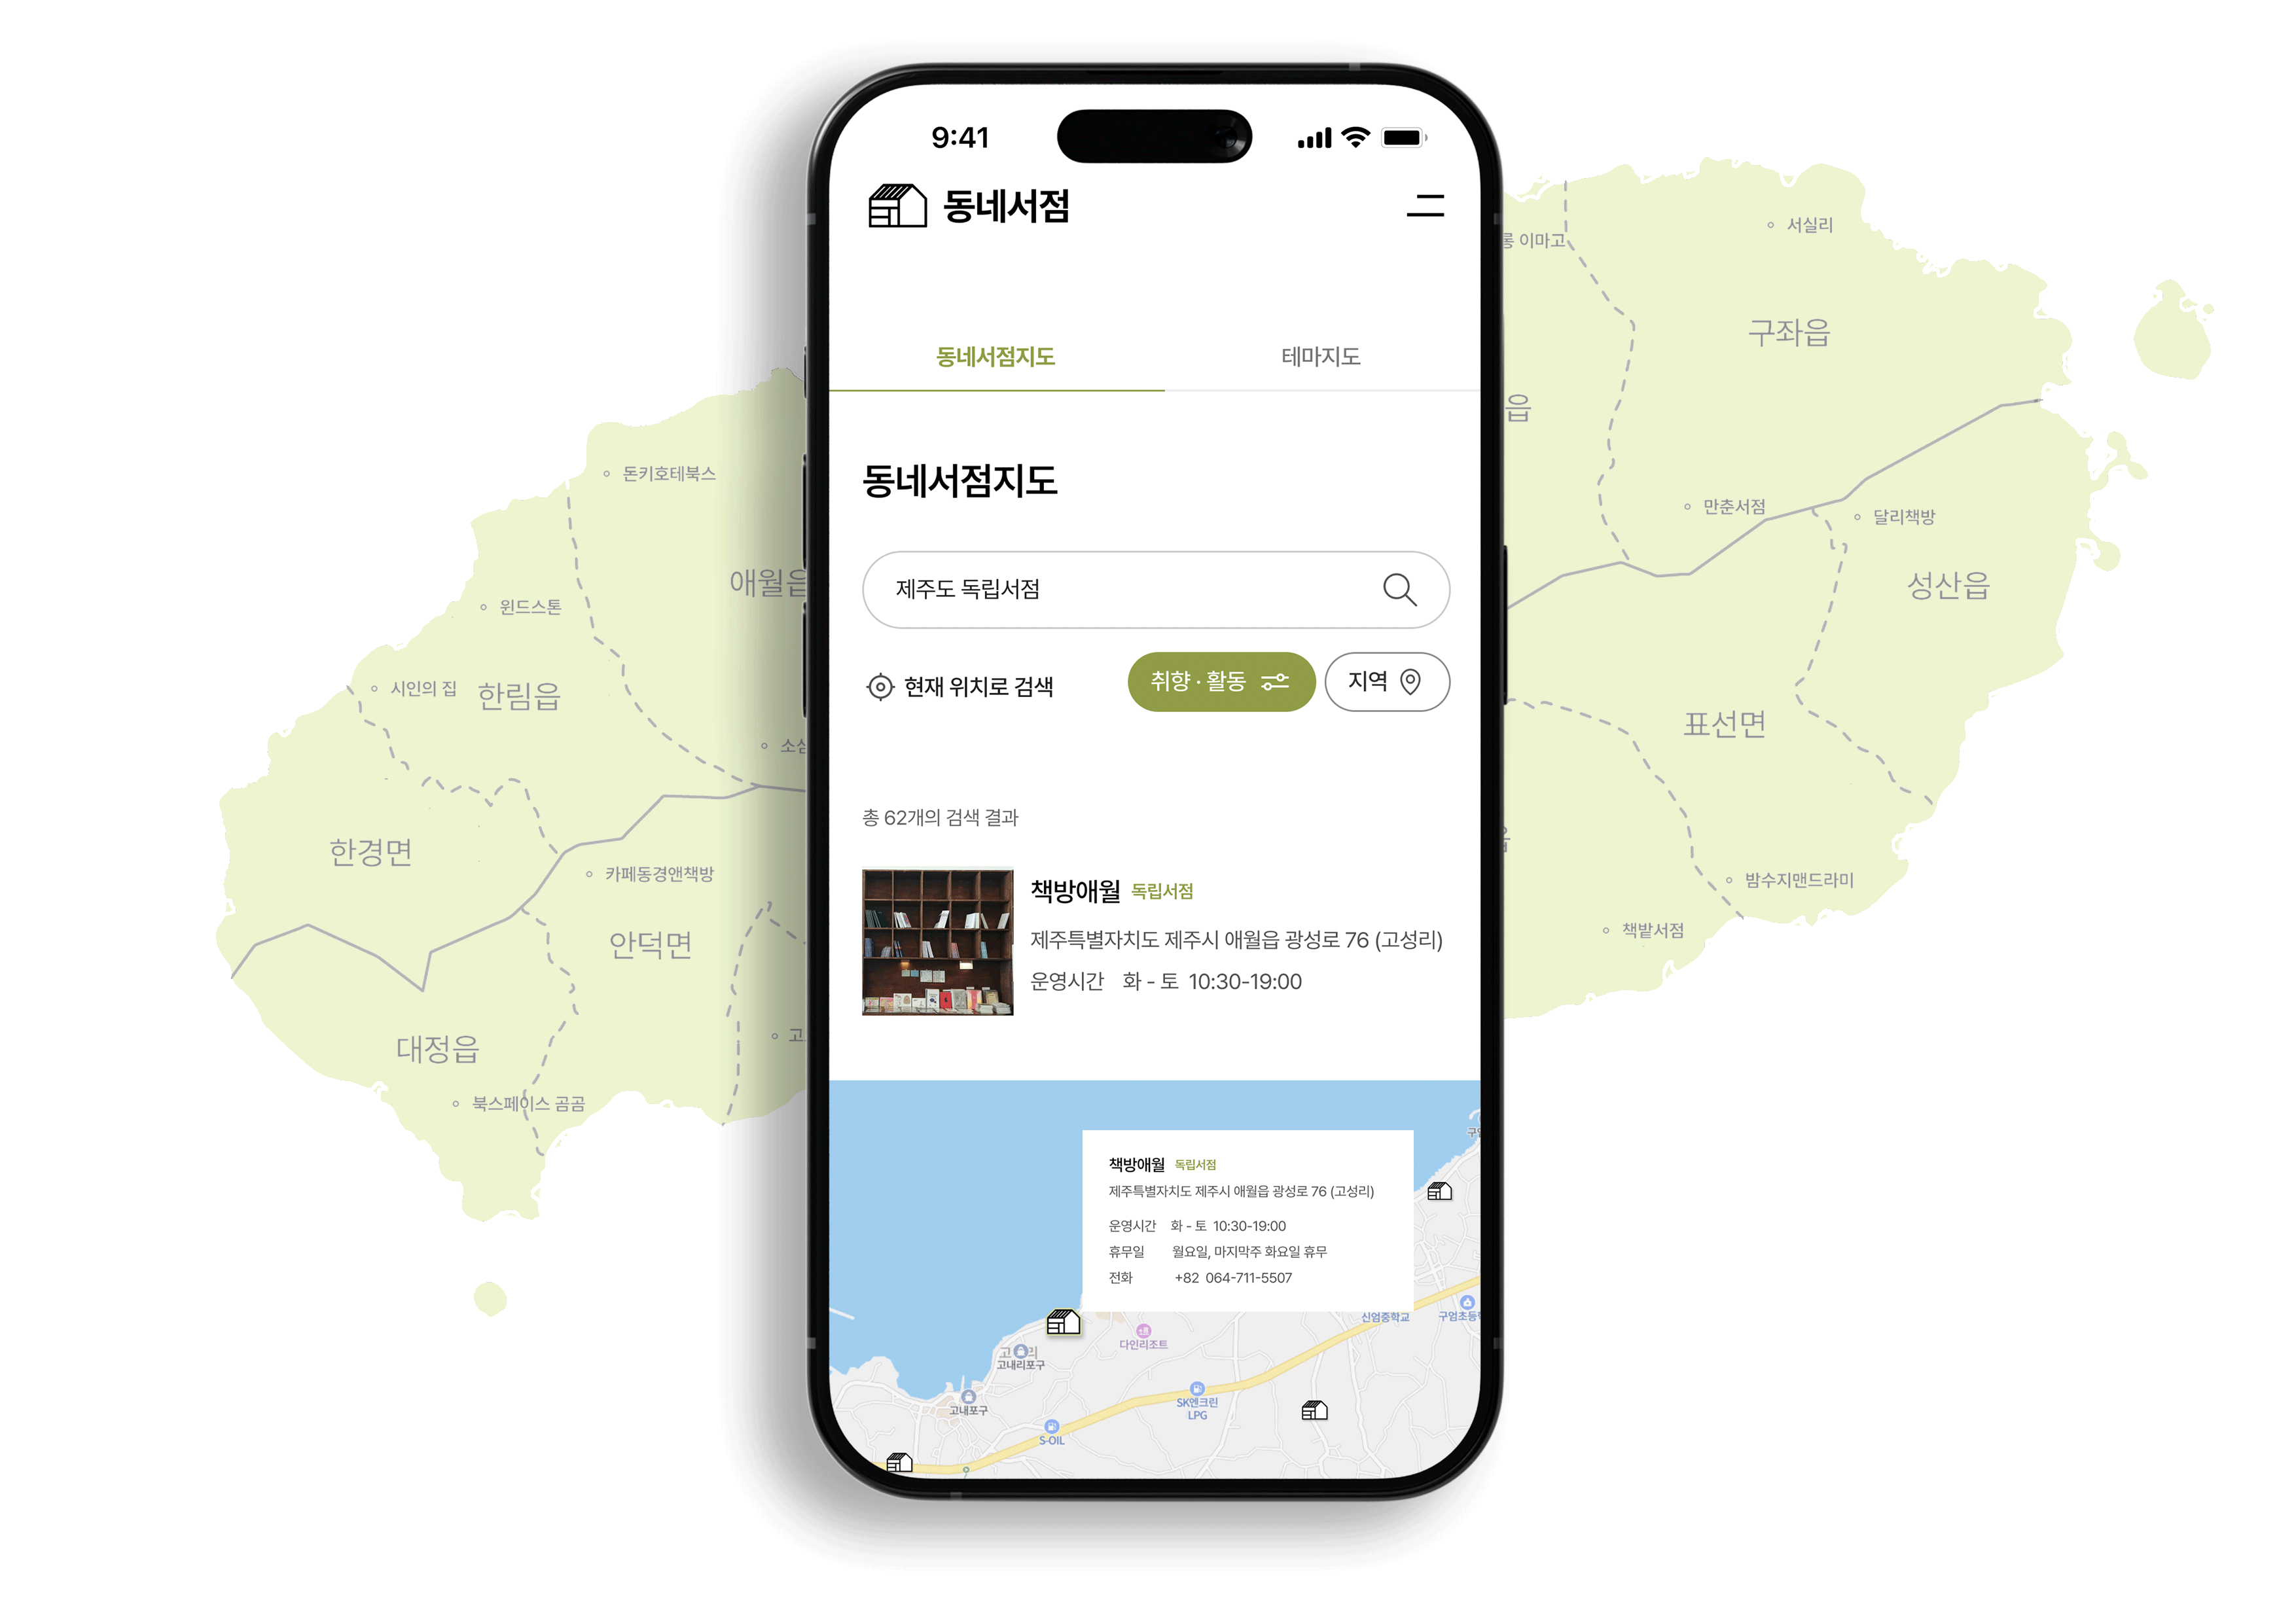 9:41
동네서점
동네서점지도
테마지도
동네서점지도
제주도 독립서점
현재 위치로 검색
취향 · 활동
지역
총 62개의 검색 결과
책방애월 독립서점
제주특별자치도 제주시 애월읍 광성로 76 (고성리)
운영시간 화 - 토 10:30-19:00
책방애월 독립서점
제주특별자치도 제주시 애월읍 광성로 76 (고성리)
운영시간 화 - 토 10:30-19:00
휴무일 월요일, 마지막주 화요일 휴무
전화 +82 064-711-5507
신엄중학교
다인리조트
고내리포구
고내포구
SK엔크린
LPG
S-OIL
돈키호테북스
애월읍
윈드스톤
시인의 집
한림읍
한경면
카페동경앤책방
안덕면
대정읍
북스페이스 곰곰
이마고
서실리
구좌읍
읍
만춘서점
달리책방
성산읍
표선면
밤수지맨드라미
책밭서점